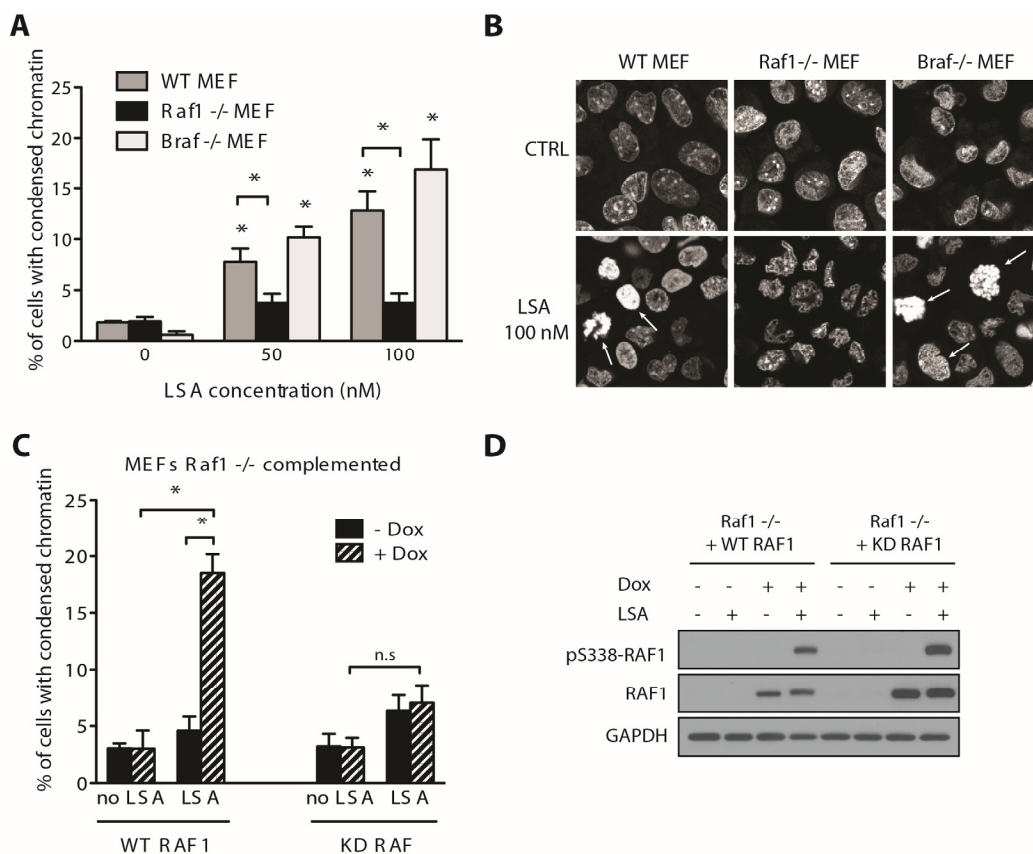 A
% of cells with condensed chromatin
25
20
15
10
5
0
WT MEF
Raf1 -/- MEF
Braf -/- MEF
* * *
* * *
0 50 100
LSA concentration (nM)
B
WT MEF Raf1-/- MEF Braf-/- MEF
CTRL
LSA
100 nM
C
MEFs Raf1 -/- complemented
% of cells with condensed chromatin
25
20
15
10
5
0
*
*
- Dox
+ Dox
n.s
no LSA LSA no LSA LSA
WT RAF1 KD RAF
D
Raf1 -/-
+ WT RAF1
Raf1 -/-
+ KD RAF1
Dox - - + + - - + +
LSA - + - + - + - +
pS338-RAF1
RAF1
GAPDH